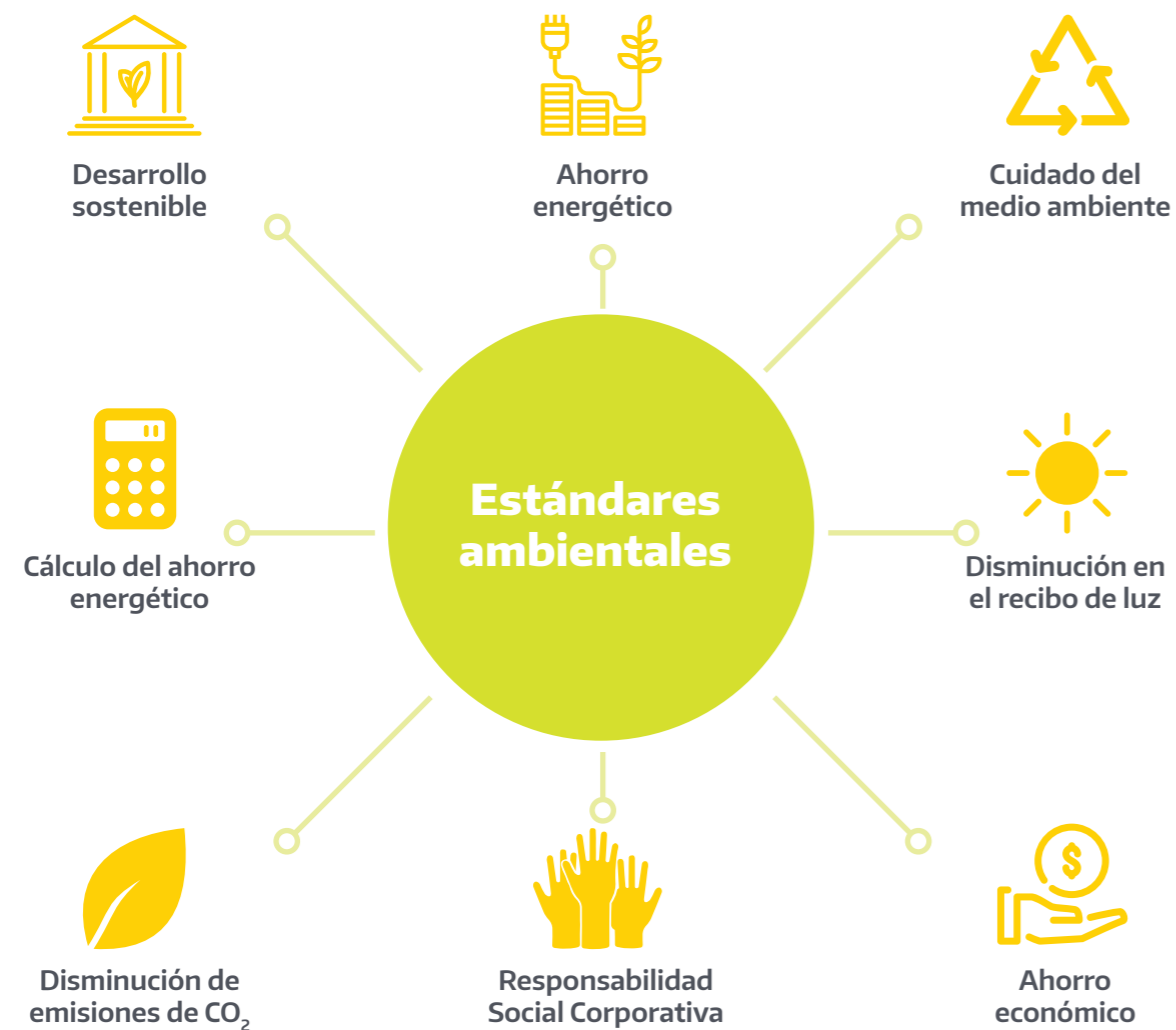 Desarrollo
sostenible
Ahorro
energético
Cuidado del
medio ambiente
Estándares
ambientales
Cálculo del ahorro
energético
Disminución en
el recibo de luz
Disminución de
emisiones de CO₂
Responsabilidad
Social Corporativa
$
Ahorro
económico